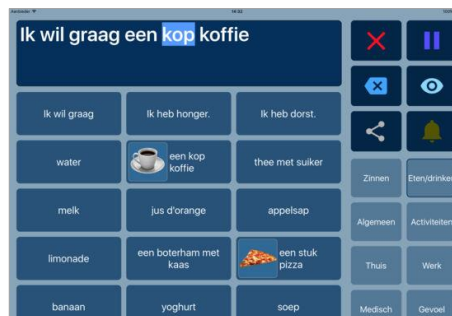 Ik wil graag een kop koffie
Ik wil graag
Ik heb honger.
Ik heb dorst.
water
een kop
koffie
thee met suiker
melk
jus d'orange
appelsap
limonade
een boterham met
kaas
een stuk
pizza
banaan
yoghurt
soep
Zinnen
Eten/drinken
Algemeen
Activiteiten
Thuis
Werk
Medisch
Gevoel